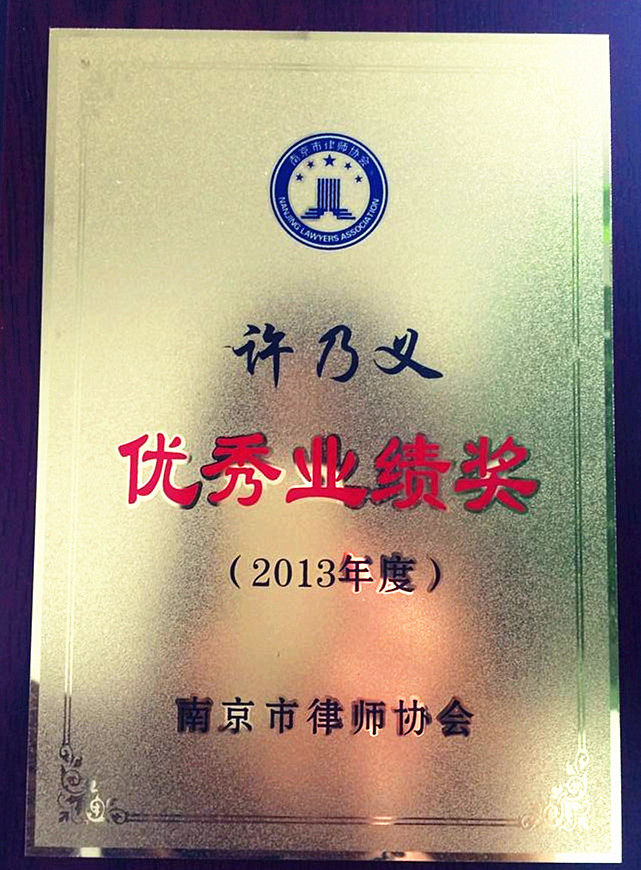 南京市律师协会
NANJING LAWYERS ASSOCIATION
许乃义
优秀业绩奖
（2013年度）
南京市律师协会